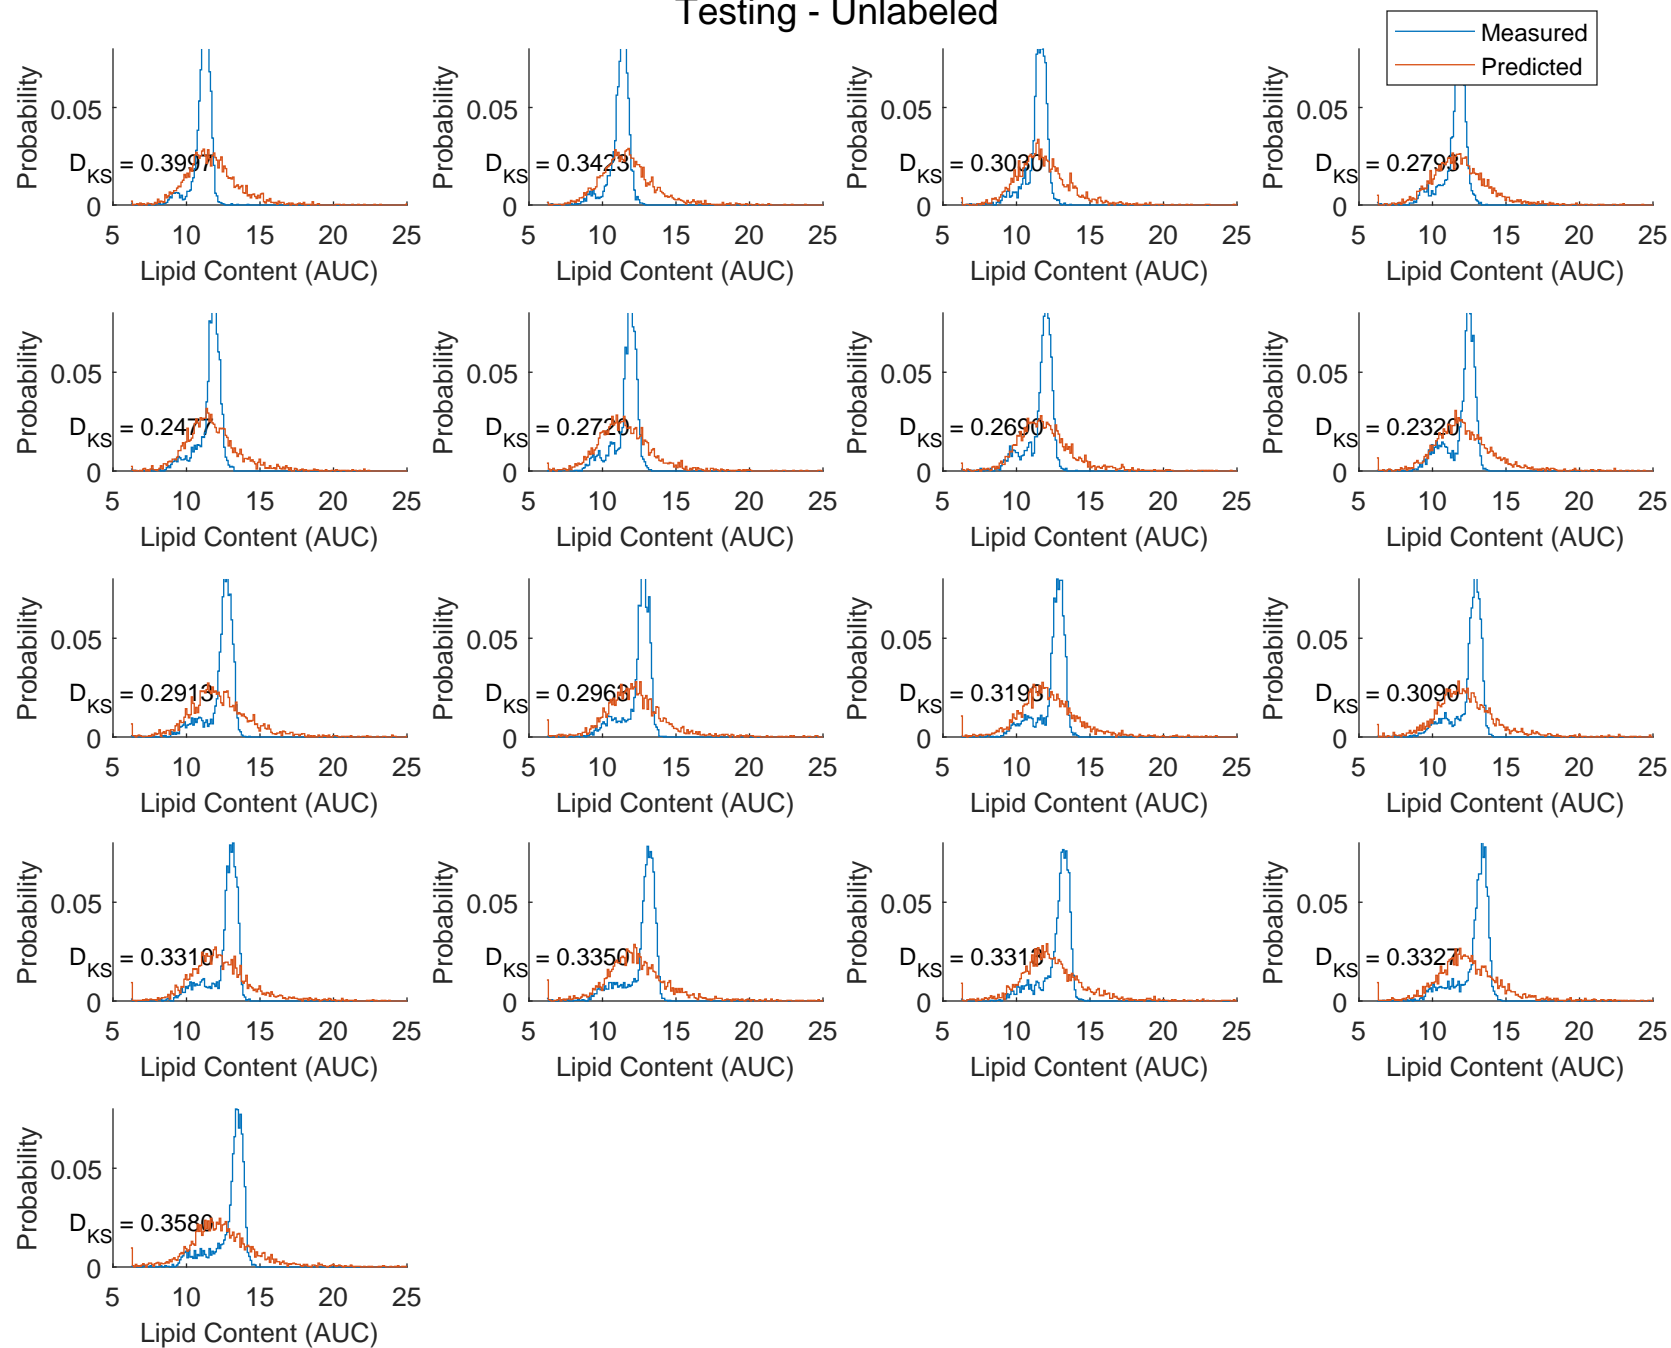 Testing - Unlabeled
Measured
Predicted
Probability
0.05
0
D_KS = 0.3997
5 10 15 20 25
Lipid Content (AUC)
Probability
0.05
0
D_KS = 0.3423
5 10 15 20 25
Lipid Content (AUC)
Probability
0.05
0
D_KS = 0.3030
5 10 15 20 25
Lipid Content (AUC)
Probability
0.05
0
D_KS = 0.2793
5 10 15 20 25
Lipid Content (AUC)
Probability
0.05
0
D_KS = 0.2477
5 10 15 20 25
Lipid Content (AUC)
Probability
0.05
0
D_KS = 0.2720
5 10 15 20 25
Lipid Content (AUC)
Probability
0.05
0
D_KS = 0.2690
5 10 15 20 25
Lipid Content (AUC)
Probability
0.05
0
D_KS = 0.2320
5 10 15 20 25
Lipid Content (AUC)
Probability
0.05
0
D_KS = 0.2913
5 10 15 20 25
Lipid Content (AUC)
Probability
0.05
0
D_KS = 0.2963
5 10 15 20 25
Lipid Content (AUC)
Probability
0.05
0
D_KS = 0.3193
5 10 15 20 25
Lipid Content (AUC)
Probability
0.05
0
D_KS = 0.3090
5 10 15 20 25
Lipid Content (AUC)
Probability
0.05
0
D_KS = 0.3310
5 10 15 20 25
Lipid Content (AUC)
Probability
0.05
0
D_KS = 0.3350
5 10 15 20 25
Lipid Content (AUC)
Probability
0.05
0
D_KS = 0.3313
5 10 15 20 25
Lipid Content (AUC)
Probability
0.05
0
D_KS = 0.3327
5 10 15 20 25
Lipid Content (AUC)
Probability
0.05
0
D_KS = 0.3580
5 10 15 20 25
Lipid Content (AUC)